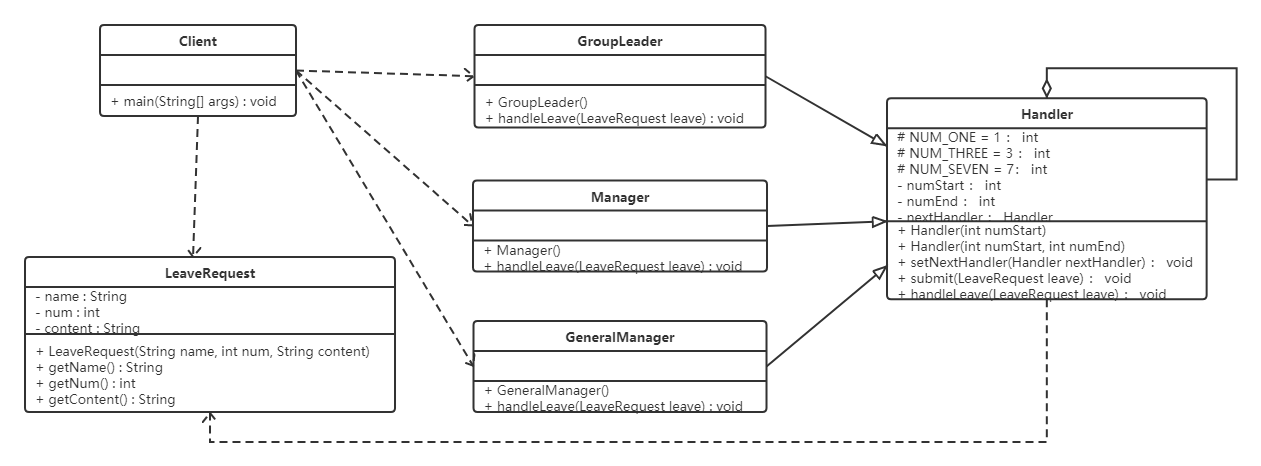 Client
+ main(String[] args) : void
LeaveRequest
- name : String
- num : int
- content : String
+ LeaveRequest(String name, int num, String content)
+ getName() : String
+ getNum() : int
+ getContent() : String
GroupLeader
+ GroupLeader()
+ handleLeave(LeaveRequest leave) : void
Manager
+ Manager()
+ handleLeave(LeaveRequest leave) : void
GeneralManager
+ GeneralManager()
+ handleLeave(LeaveRequest leave) : void
Handler
# NUM_ONE = 1： int
# NUM_THREE = 3： int
# NUM_SEVEN = 7： int
- numStart： int
- numEnd： int
- nextHandler： Handler
+ Handler(int numStart)
+ Handler(int numStart, int numEnd)
+ setNextHandler(Handler nextHandler)： void
+ submit(LeaveRequest leave)： void
+ handleLeave(LeaveRequest leave)： void